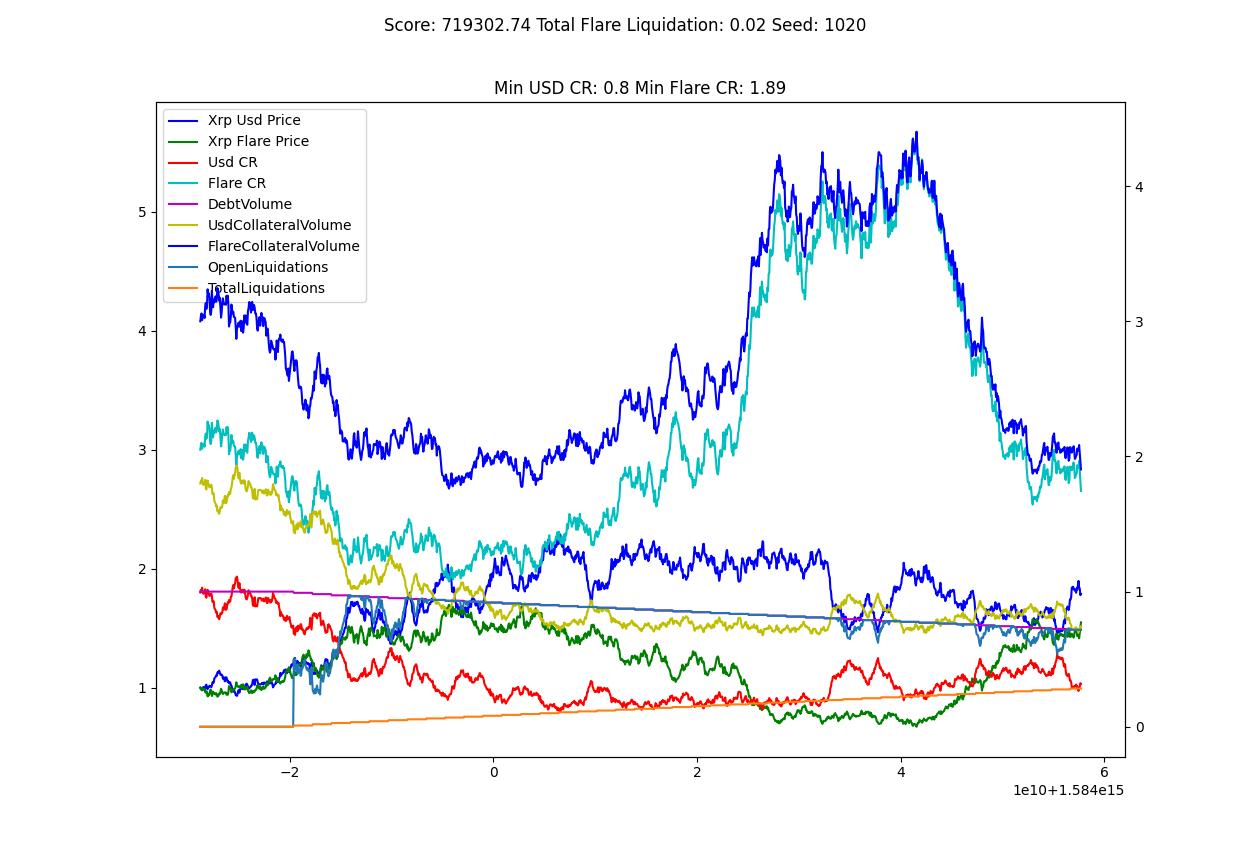 Score: 719302.74 Total Flare Liquidation: 0.02 Seed: 1020
Min USD CR: 0.8 Min Flare CR: 1.89
Xrp Usd Price
Xrp Flare Price
Usd CR
Flare CR
DebtVolume
UsdCollateralVolume
FlareCollateralVolume
OpenLiquidations
TotalLiquidations
5
4
3
2
1
4
3
2
1
0
−2
0
2
4
6
1e10+1.584e15